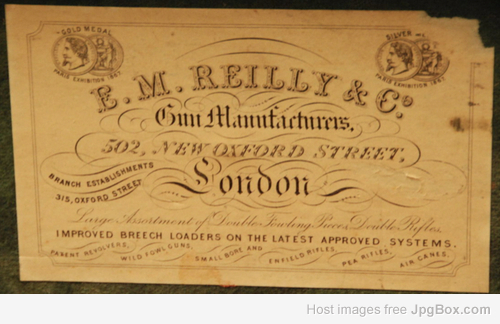 GOLD MEDAL
PARIS EXHIBITION 1867
SILVER
PARIS EXHIBITION 1867
E. M. REILLY & Co.
Gun Manufacturers,
502, NEW OXFORD STREET,
London
BRANCH ESTABLISHMENTS
315, OXFORD STREET
Large Assortment of Double Fowling Pieces, Double Rifles.
IMPROVED BREECH LOADERS ON THE LATEST APPROVED SYSTEMS.
PATENT REVOLVERS, WILD FOWL GUNS, SMALL BORE AND ENFIELD RIFLES, PEA RIFLES, AIR CANES,
Host images free JpgBox.com